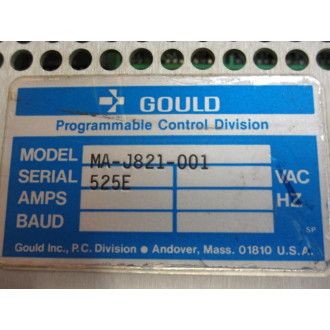 GOULD
Programmable Control Division
MODEL MA-J821-001
SERIAL 525E VAC
AMPS HZ
BAUD SP
Gould Inc., P.C. Division • Andover, Mass. 01810 U.S.A.